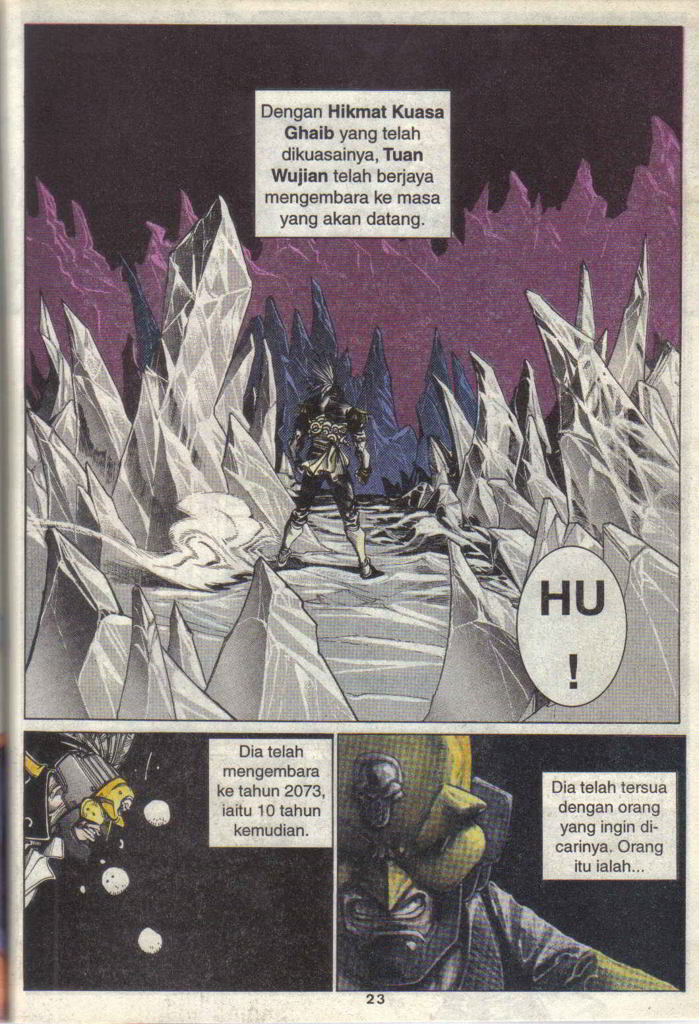 Dengan Hikmat Kuasa
Ghaib yang telah
dikuasainya, Tuan
Wujian telah berjaya
mengembara ke masa
yang akan datang.
HU
!
Dia telah
mengembara
ke tahun 2073,
iaitu 10 tahun
kemudian.
Dia telah tersua
dengan orang
yang ingin di-
carinya. Orang
itu ialah...
23